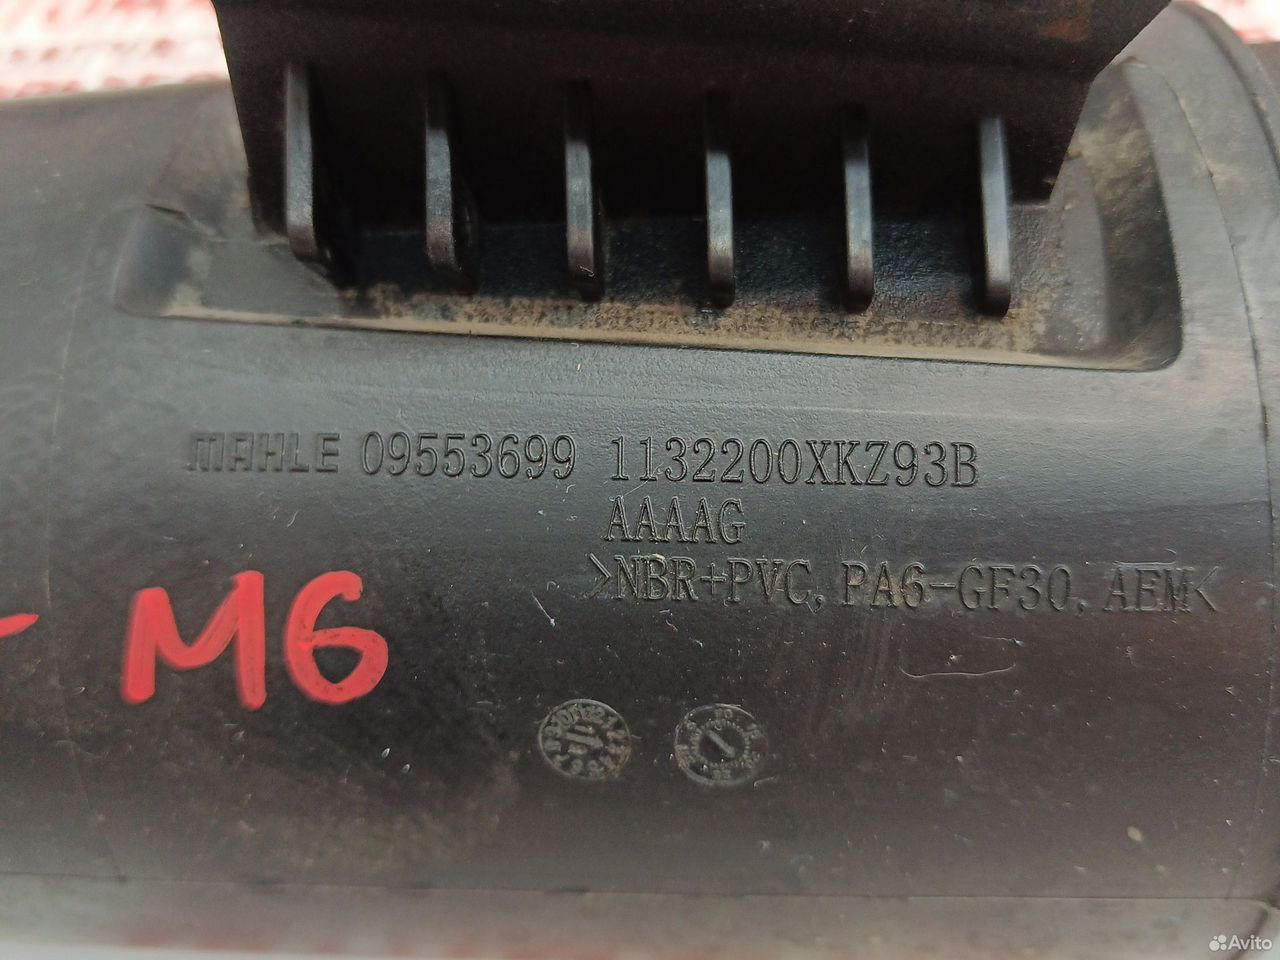 MAHLE 09553699 1132200XKZ93B
AAAAG
>NBR+PVC, PA6-GF30, AEM<
M6
Avito